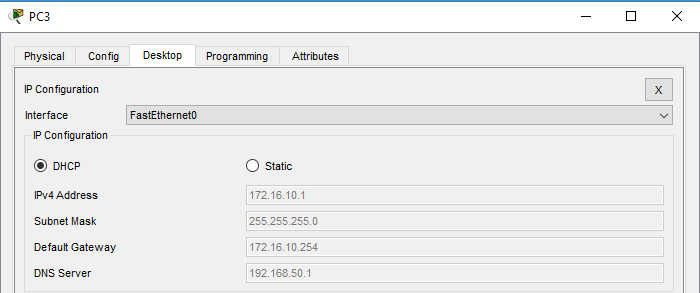 PC3
Physical Config Desktop Programming Attributes
IP Configuration X
Interface FastEthernet0
IP Configuration
DHCP Static
IPv4 Address 172.16.10.1
Subnet Mask 255.255.255.0
Default Gateway 172.16.10.254
DNS Server 192.168.50.1